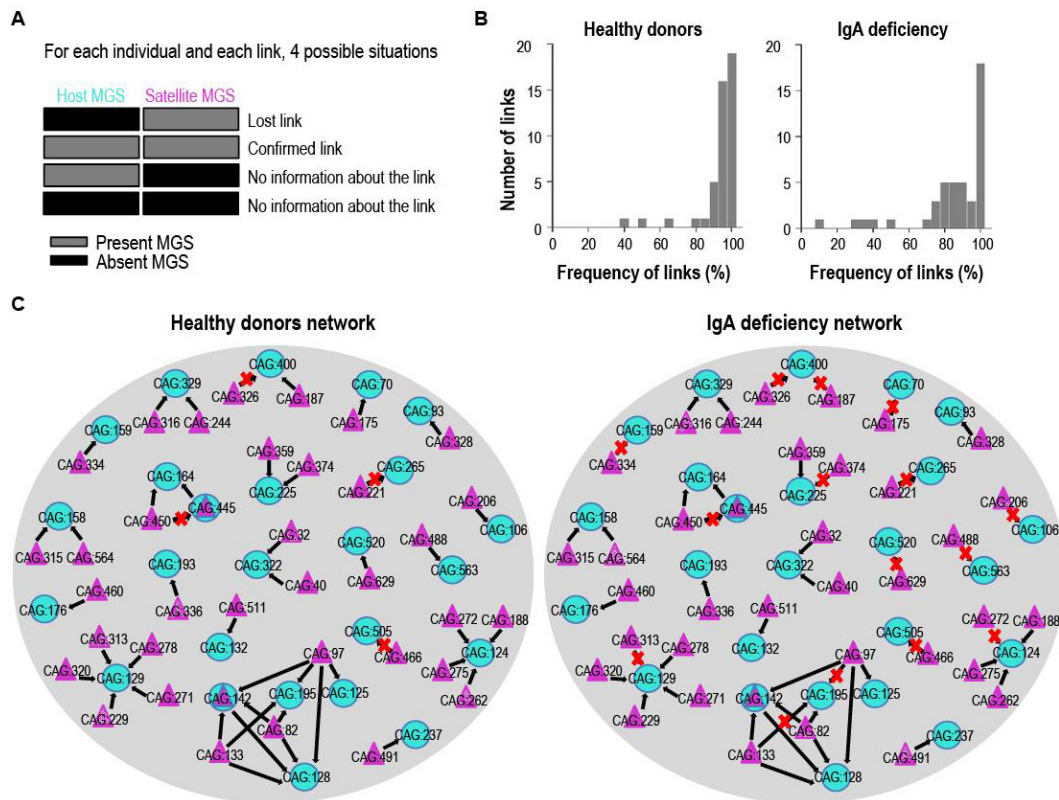 A
For each individual and each link, 4 possible situations
Host MGS Satellite MGS
Lost link
Confirmed link
No information about the link
No information about the link
Present MGS
Absent MGS
B
Healthy donors
IgA deficiency
Number of links
20
15
10
5
0
0 20 40 60 80 100
Frequency of links (%)
20
15
10
5
0
0 20 40 60 80 100
Frequency of links (%)
C
Healthy donors network
CAG:400
CAG:329
CAG:326
CAG:187
CAG:70
CAG:93
CAG:316
CAG:244
CAG:175
CAG:159
CAG:328
CAG:334
CAG:359
CAG:374
CAG:265
CAG:164
CAG:225
CAG:221
CAG:445
CAG:206
CAG:450
CAG:158
CAG:32
CAG:106
CAG:520
CAG:488
CAG:315
CAG:564
CAG:193
CAG:322
CAG:563
CAG:629
CAG:40
CAG:460
CAG:336
CAG:176
CAG:511
CAG:505
CAG:272
CAG:188
CAG:313
CAG:278
CAG:132
CAG:97
CAG:466
CAG:124
CAG:320
CAG:275
CAG:129
CAG:195
CAG:125
CAG:271
CAG:142
CAG:262
CAG:229
CAG:82
CAG:237
CAG:133
CAG:491
CAG:128
IgA deficiency network
CAG:400
CAG:329
CAG:326
CAG:187
CAG:70
CAG:93
CAG:316
CAG:244
CAG:175
CAG:159
CAG:328
CAG:334
CAG:359
CAG:374
CAG:265
CAG:164
CAG:225
CAG:221
CAG:445
CAG:206
CAG:450
CAG:158
CAG:32
CAG:106
CAG:520
CAG:488
CAG:315
CAG:564
CAG:193
CAG:322
CAG:563
CAG:629
CAG:40
CAG:460
CAG:336
CAG:176
CAG:511
CAG:505
CAG:272
CAG:188
CAG:313
CAG:278
CAG:132
CAG:97
CAG:466
CAG:124
CAG:320
CAG:275
CAG:129
CAG:195
CAG:125
CAG:271
CAG:142
CAG:262
CAG:229
CAG:82
CAG:237
CAG:133
CAG:491
CAG:128